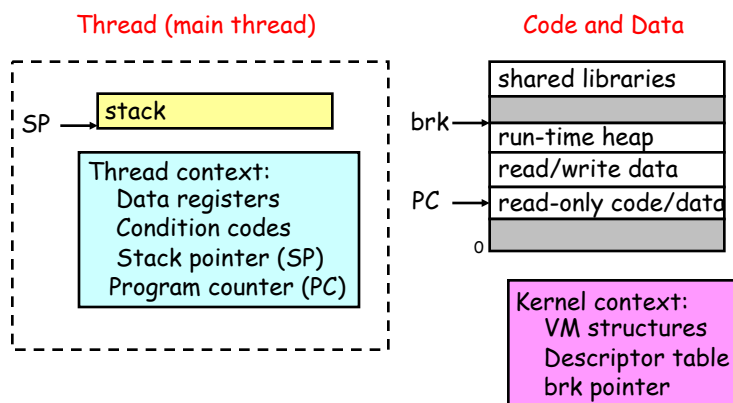 Thread (main thread)
SP
stack
Thread context:
Data registers
Condition codes
Stack pointer (SP)
Program counter (PC)
Code and Data
shared libraries
brk
run-time heap
read/write data
PC
read-only code/data
0
Kernel context:
VM structures
Descriptor table
brk pointer